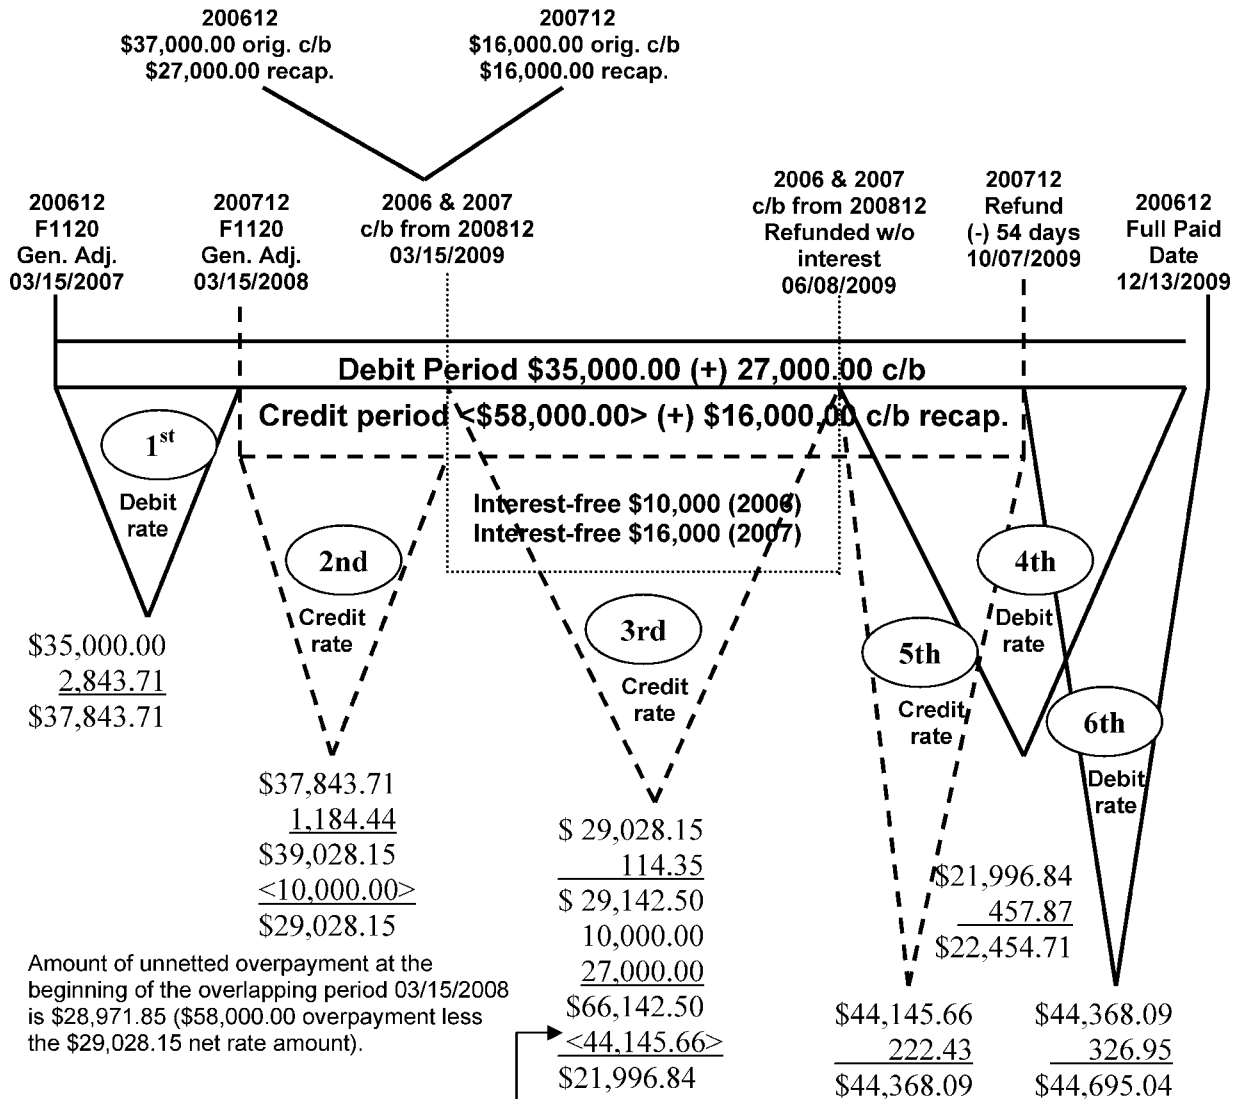 200612
$37,000.00 orig. c/b
$27,000.00 recap.
200712
$16,000.00 orig. c/b
$16,000.00 recap.
200612
F1120
Gen. Adj.
03/15/2007
200712
F1120
Gen. Adj.
03/15/2008
2006 & 2007
c/b from 200812
03/15/2009
2006 & 2007
c/b from 200812
Refunded w/o
interest
06/08/2009
200712
Refund
(-) 54 days
10/07/2009
200612
Full Paid
Date
12/13/2009
Debit Period $35,000.00 (+) 27,000.00 c/b
Credit period <$58,000.00> (+) $16,000.00 c/b recap.
Interest-free $10,000 (2006)
Interest-free $16,000 (2007)
1st
Debit
rate
2nd
Credit
rate
3rd
Credit
rate
4th
Debit
rate
5th
Credit
rate
6th
Debit
rate
$35,000.00
2,843.71
$37,843.71
$37,843.71
1,184.44
$39,028.15
<10,000.00>
$29,028.15
$ 29,028.15
114.35
$ 29,142.50
10,000.00
27,000.00
$66,142.50
<44,145.66>
$21,996.84
$21,996.84
457.87
$22,454.71
$44,145.66
222.43
$44,368.09
$44,368.09
326.95
$44,695.04
Amount of unnetted overpayment at the
beginning of the overlapping period 03/15/2008
is $28,971.85 ($58,000.00 overpayment less
the $29,028.15 net rate amount).